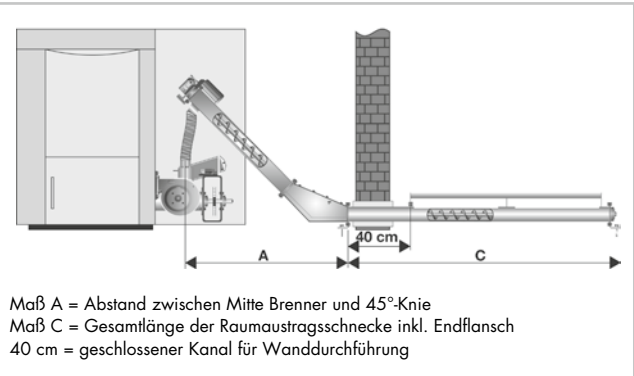 40 cm
A
C
Maß A = Abstand zwischen Mitte Brenner und 45°-Knie
Maß C = Gesamtlänge der Raumaustragsschnecke inkl. Endflansch
40 cm = geschlossener Kanal für Wanddurchführung